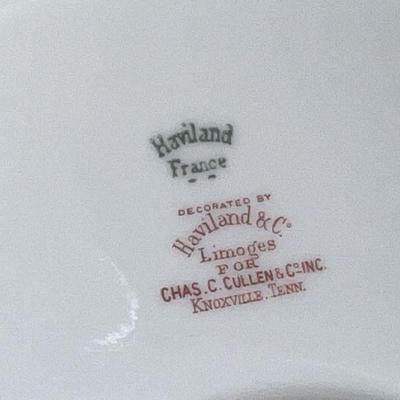 Haviland
France
DECORATED BY
Haviland & Co
Limoges
FOR
CHAS. C. CULLEN & CO INC.
KNOXVILLE, TENN.